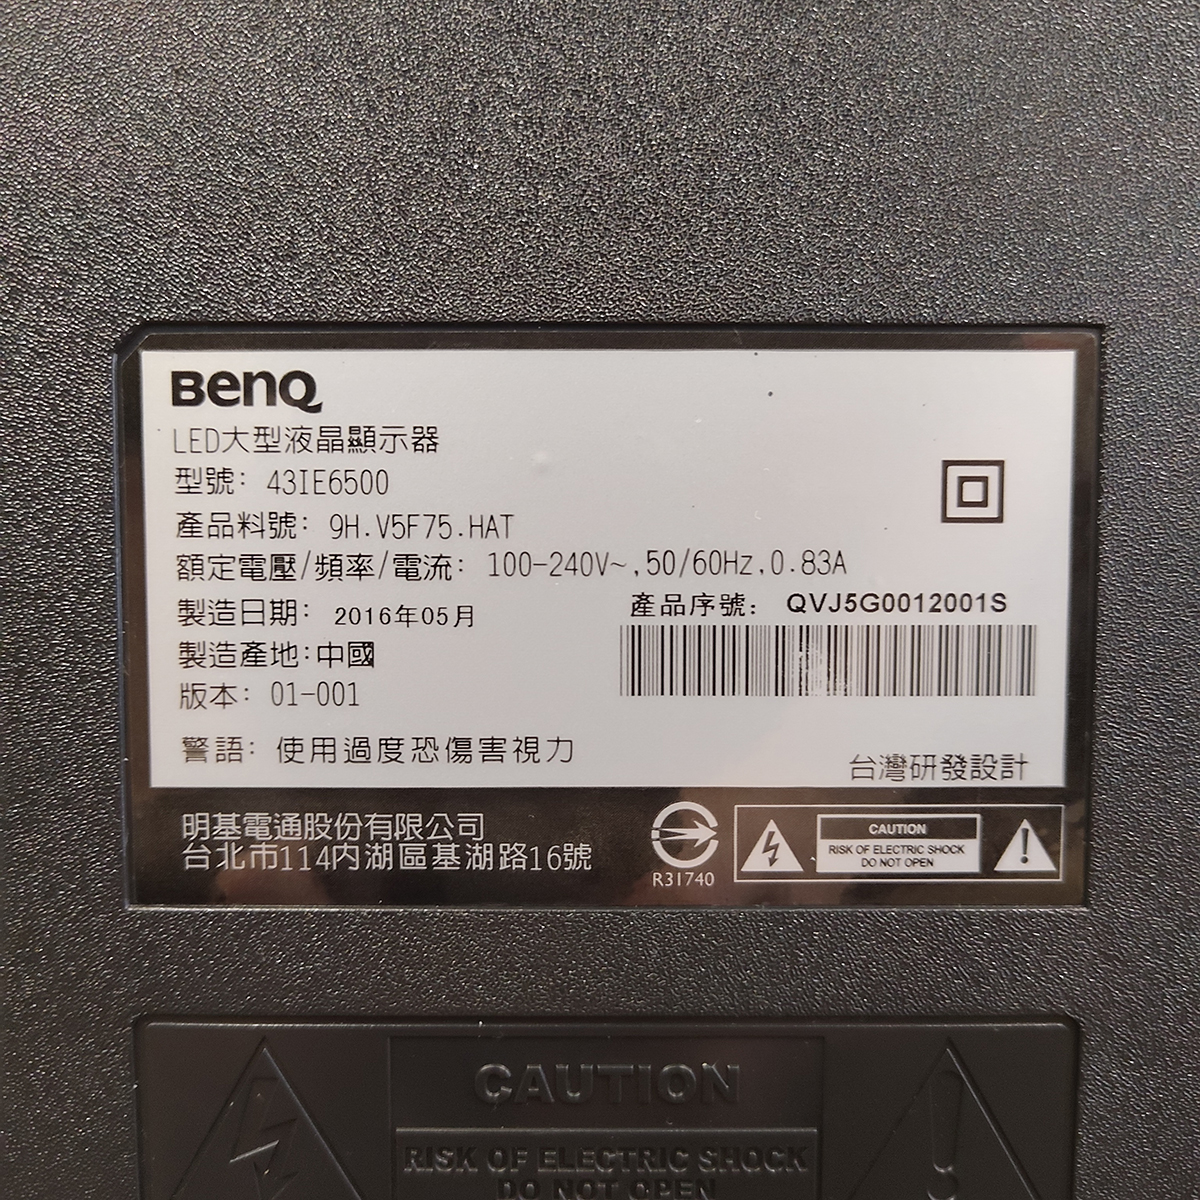 BenQ
LED大型液晶顯示器
型號: 43IE6500
產品料號: 9H.V5F75.HAT
額定電壓/頻率/電流: 100-240V~,50/60Hz,0.83A
製造日期: 2016年05月
產品序號: QVJ5G0012001S
製造產地:中國
版本: 01-001
警語: 使用過度恐傷害視力
台灣研發設計
明基電通股份有限公司
台北市114內湖區基湖路16號
R31740
CAUTION
RISK OF ELECTRIC SHOCK
DO NOT OPEN
CAUTION
RISK OF ELECTRIC SHOCK
DO NOT OPEN